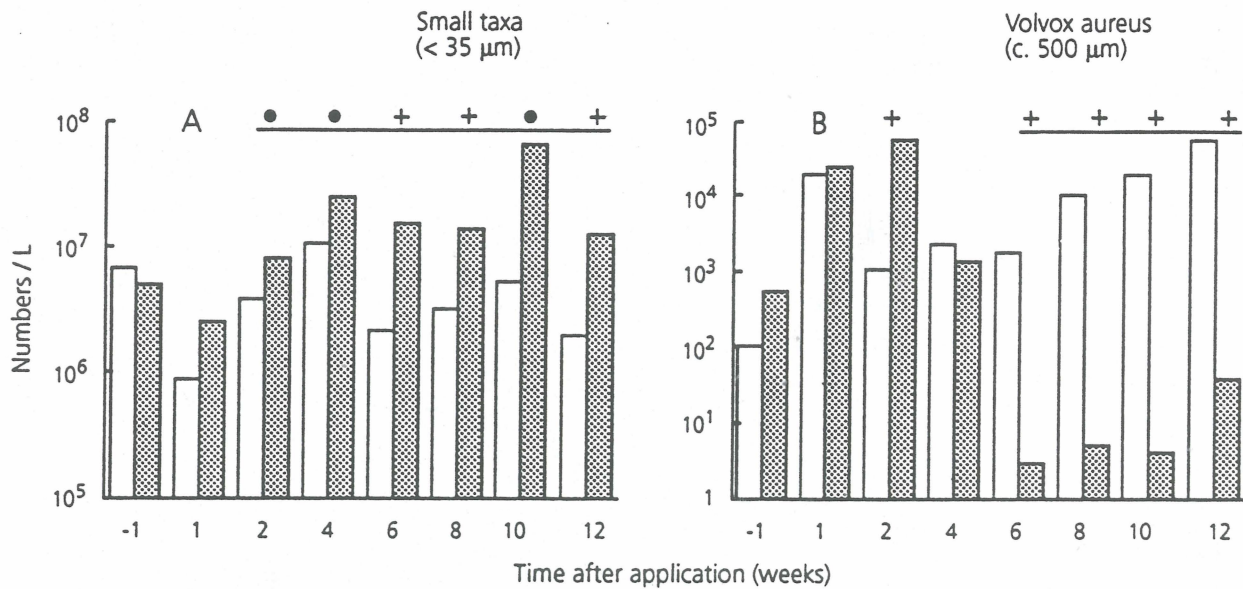 Small taxa
(< 35 µm)
Volvox aureus
(c. 500 µm)
A
● ● + + ● +
10⁸
10⁷
10⁶
10⁵
Numbers / L
-1 1 2 4 6 8 10 12
B
+ + + + +
10⁵
10⁴
10³
10²
10¹
1
-1 1 2 4 6 8 10 12
Time after application (weeks)